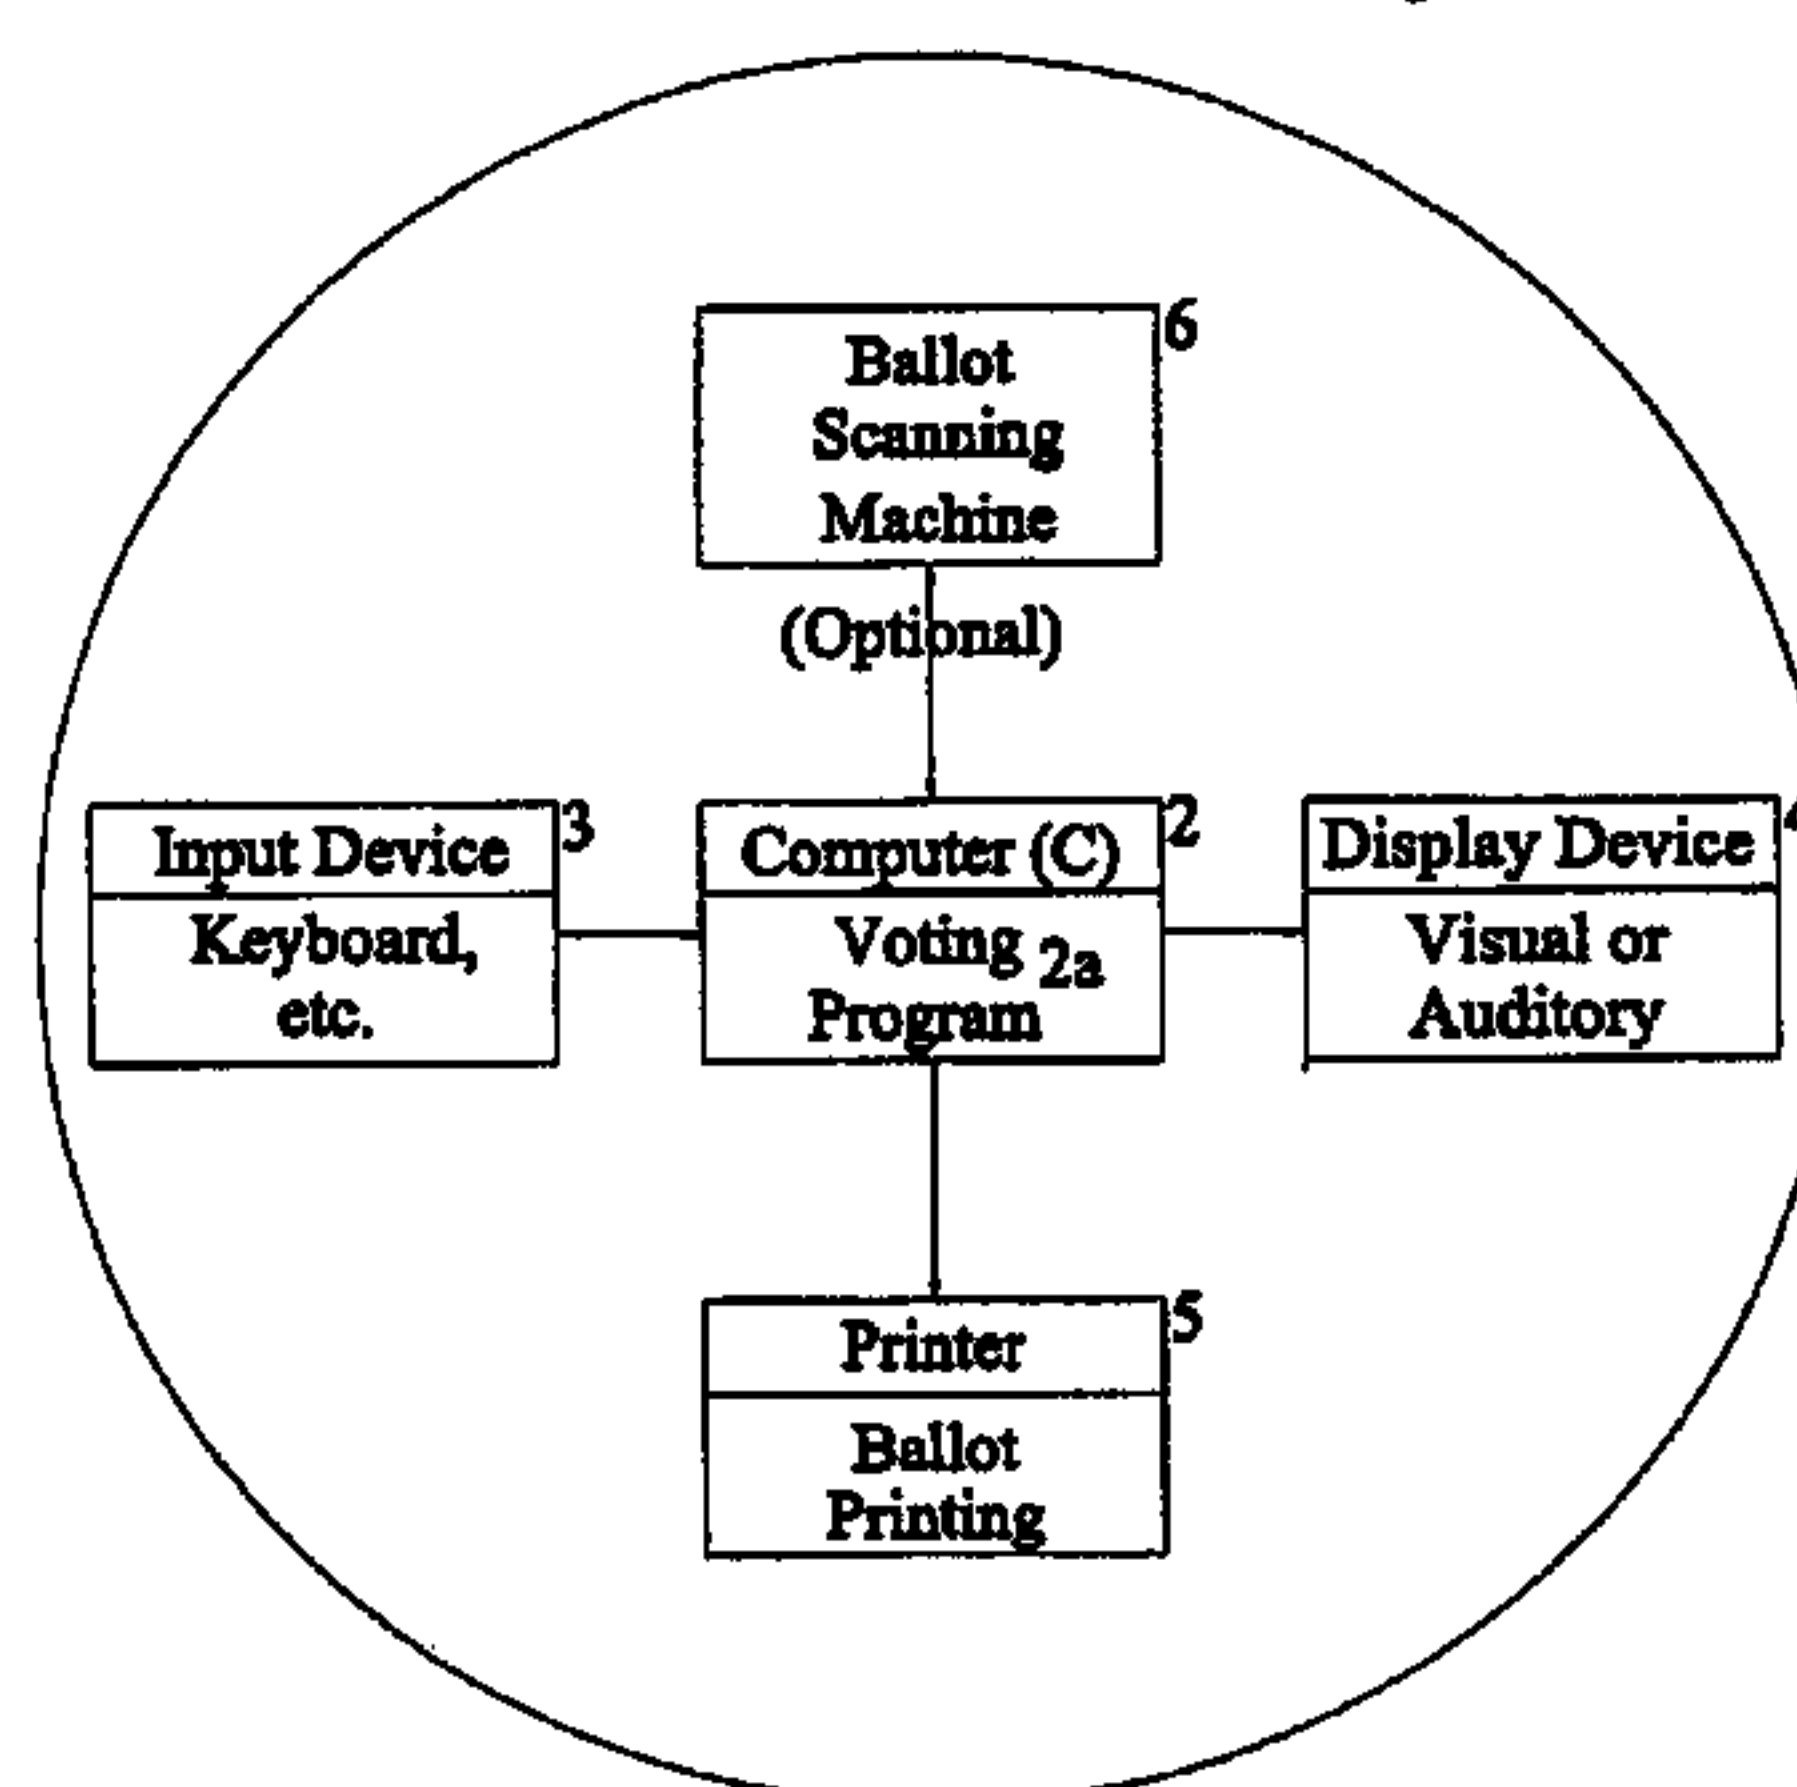 6
Ballot
Scanning
Machine
(Optional)
3
Input Device
Keyboard,
etc.
2
Computer (C)
Voting 2a
Program
Display Device
Visual or
Auditory
5
Printer
Ballot
Printing